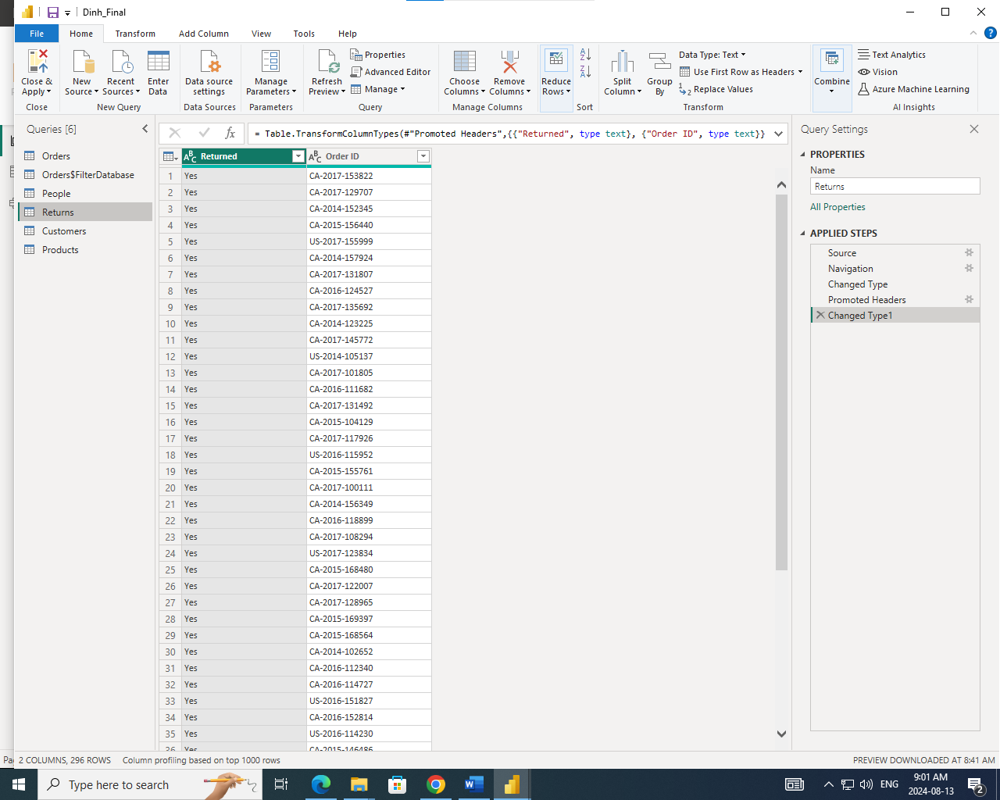 Dinh_Final
File Home Transform Add Column View Tools Help
Close & Apply
New Source
Recent Sources
Enter Data
Data source settings
Manage Parameters
Refresh Preview
Properties
Advanced Editor
Manage
Choose Columns
Remove Columns
Reduce Rows
Split Column
Group By
Data Type: Text
Use First Row as Headers
Replace Values
Combine
Text Analytics
Vision
Azure Machine Learning
Close New Query Data Sources Parameters Query Manage Columns Sort Transform AI Insights
Queries [6]
Orders
Orders$FilterDatabase
People
Returns
Customers
Products
= Table.TransformColumnTypes(#"Promoted Headers",{{"Returned", type text}, {"Order ID", type text}}
Returned Order ID
1 Yes CA-2017-153822
2 Yes CA-2017-129707
3 Yes CA-2014-152345
4 Yes CA-2015-156440
5 Yes US-2017-155999
6 Yes CA-2014-157924
7 Yes CA-2017-131807
8 Yes CA-2016-124527
9 Yes CA-2017-135692
10 Yes CA-2014-123225
11 Yes CA-2017-145772
12 Yes US-2014-105137
13 Yes CA-2017-101805
14 Yes CA-2016-111682
15 Yes CA-2017-131492
16 Yes CA-2015-104129
17 Yes CA-2017-117926
18 Yes US-2016-115952
19 Yes CA-2015-155761
20 Yes CA-2017-100111
21 Yes CA-2014-156349
22 Yes CA-2016-118899
23 Yes CA-2017-108294
24 Yes US-2017-123834
25 Yes CA-2015-168480
26 Yes CA-2017-122007
27 Yes CA-2017-128965
28 Yes CA-2015-169397
29 Yes CA-2015-168564
30 Yes CA-2014-102652
31 Yes CA-2016-112340
32 Yes CA-2016-114727
33 Yes US-2016-151827
34 Yes CA-2016-152814
35 Yes US-2016-114230
36 Yes CA-2015-146486
Query Settings
PROPERTIES
Name
Returns
All Properties
APPLIED STEPS
Source
Navigation
Changed Type
Promoted Headers
Changed Type1
2 COLUMNS, 296 ROWS Column profiling based on top 1000 rows PREVIEW DOWNLOADED AT 8:41 AM
Type here to search
ENG
9:01 AM
2024-08-13
2